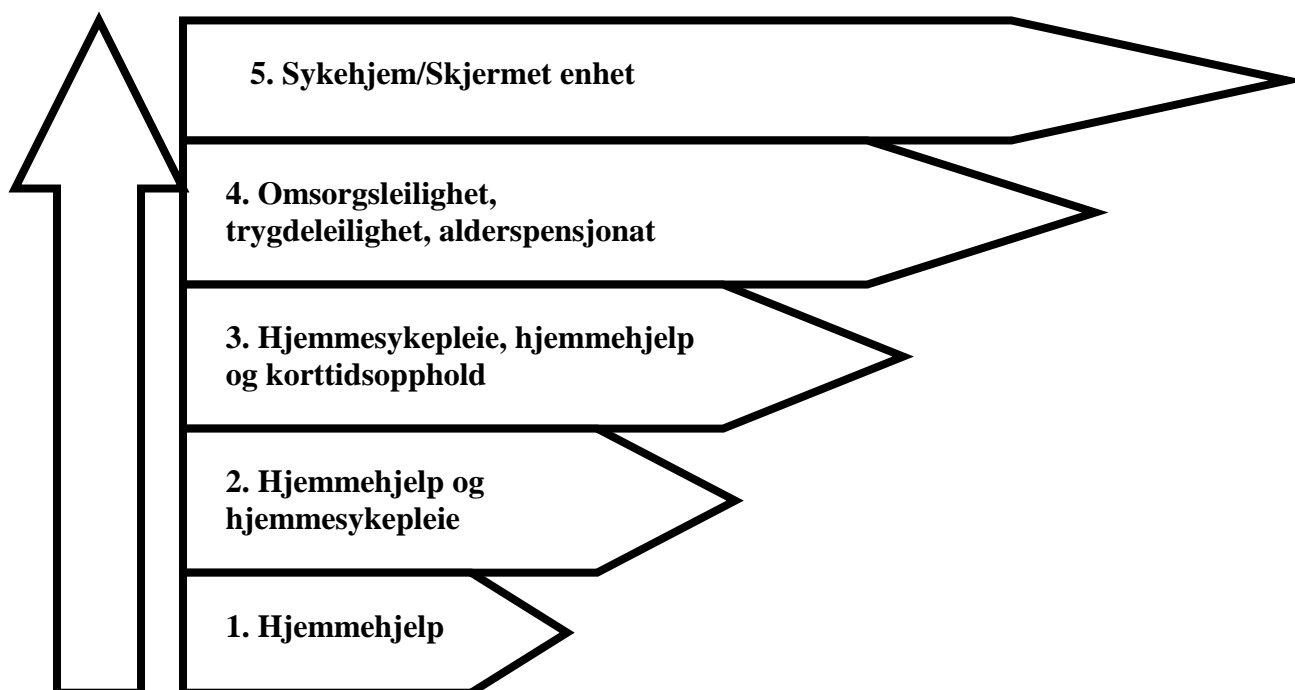 5. Sykehjem/Skjermet enhet
4. Omsorgsleilighet,
trygdeleilighet, alderspensjonat
3. Hjemmesykepleie, hjemmehjelp
og korttidsopphold
2. Hjemmehjelp og
hjemmesykepleie
1. Hjemmehjelp